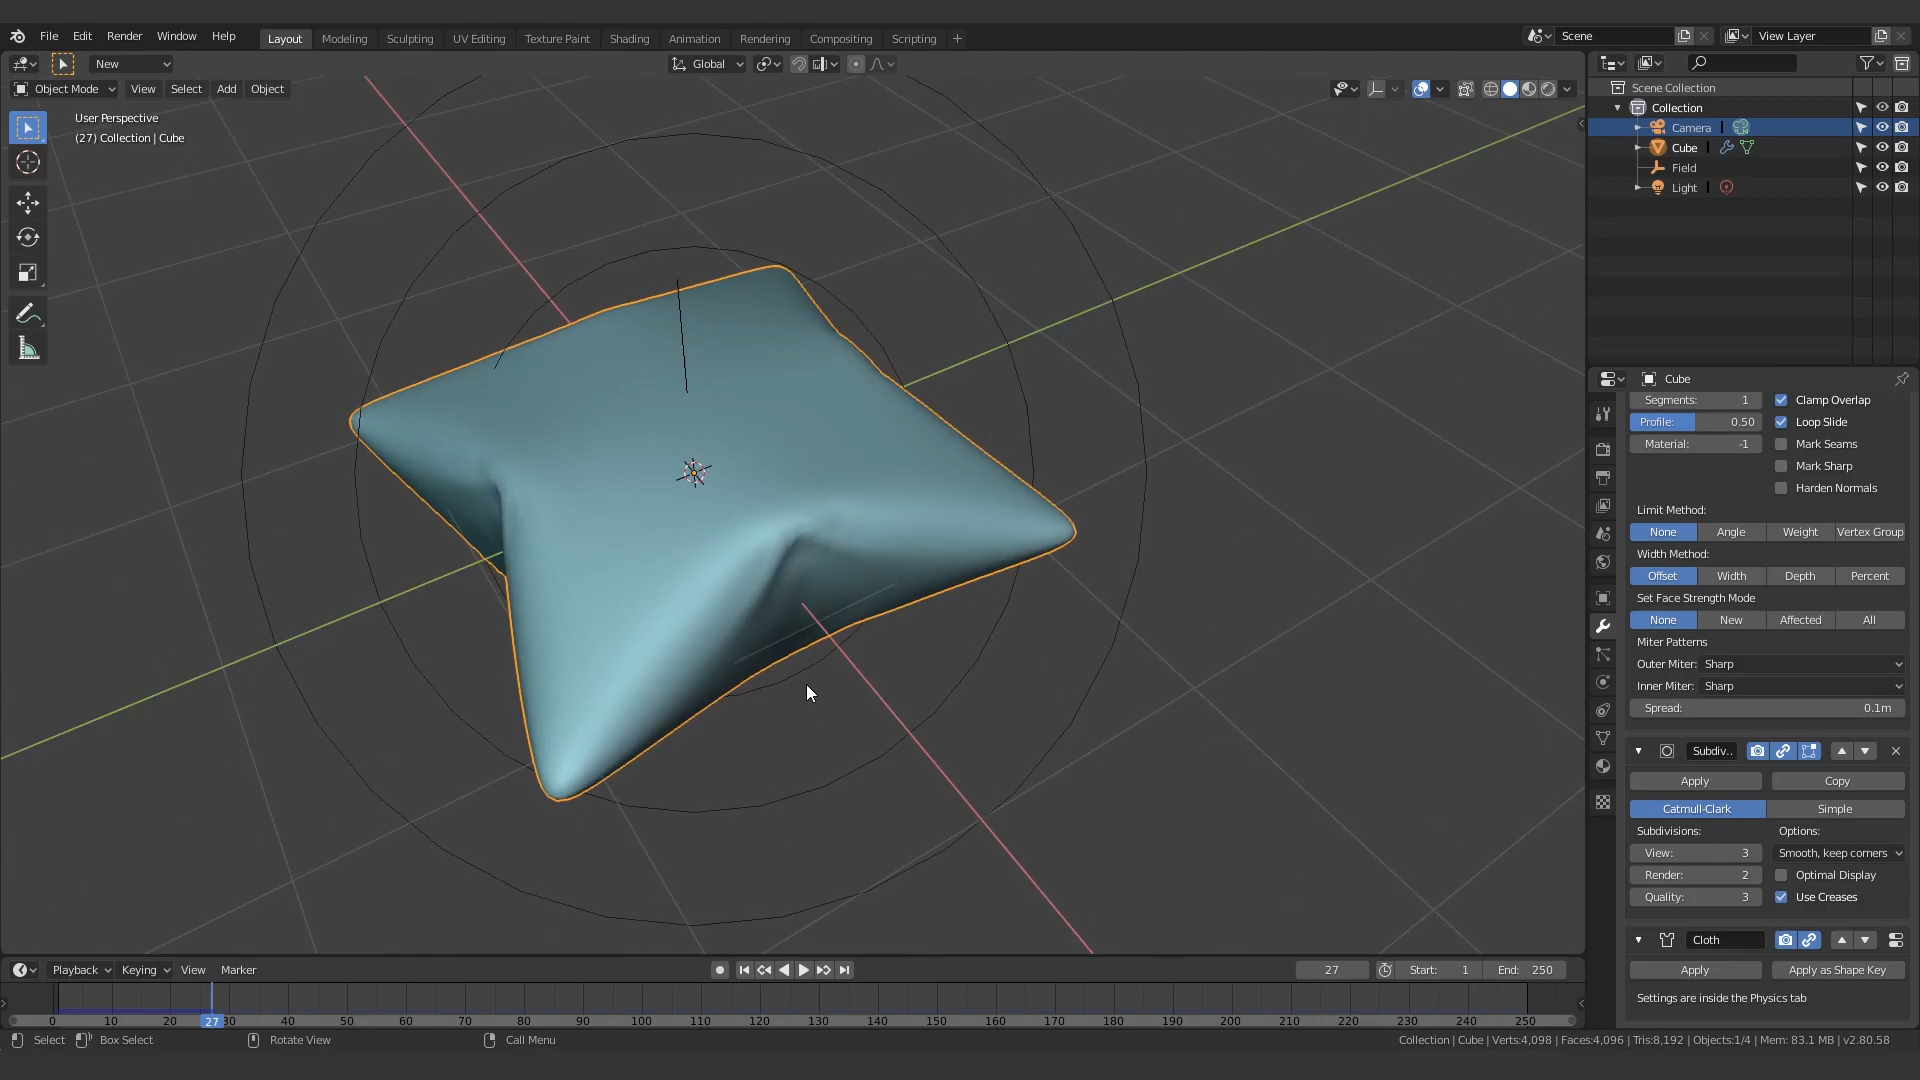 File Edit Render Window Help Layout Modeling Sculpting UV Editing Texture Paint Shading Animation Rendering Compositing Scripting + Scene View Layer
New Global
Object Mode View Select Add Object
User Perspective
(27) Collection | Cube
Scene Collection
Collection
Camera
Cube
Field
Light
Cube
Segments: 1 Clamp Overlap
Profile: 0.50 Loop Slide
Material: -1 Mark Seams
Mark Sharp
Harden Normals
Limit Method:
None Angle Weight Vertex Group
Width Method:
Offset Width Depth Percent
Set Face Strength Mode
None New Affected All
Miter Patterns
Outer Miter: Sharp
Inner Miter: Sharp
Spread: 0.1m
Subdiv..
Apply Copy
Catmull-Clark Simple
Subdivisions: Options:
View: 3 Smooth, keep corners
Render: 2 Optimal Display
Quality: 3 Use Creases
Cloth
Apply Apply as Shape Key
Settings are inside the Physics tab
Playback Keying View Marker 27 Start: 1 End: 250
0 10 20 27 30 40 50 60 70 80 90 100 110 120 130 140 150 160 170 180 190 200 210 220 230 240 250
Select Box Select Rotate View Call Menu Collection | Cube | Verts:4,098 | Faces:4,096 | Tris:8,192 | Objects:1/4 | Mem: 83.1 MB | v2.80.58